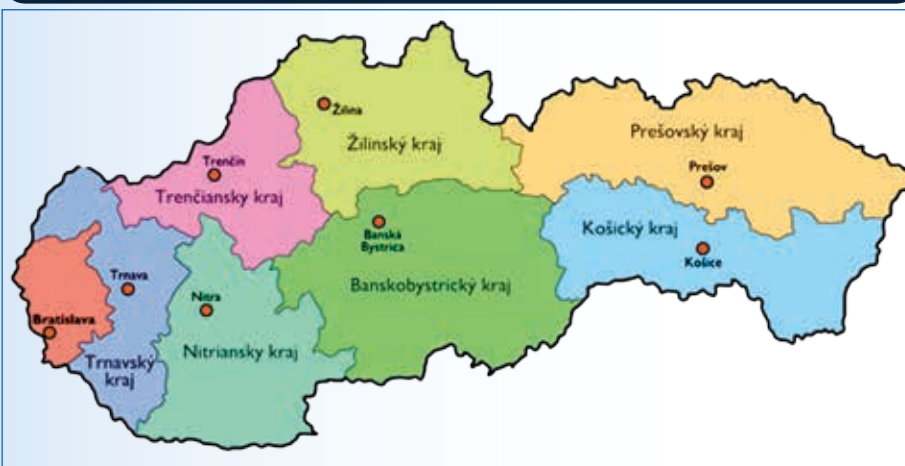 Žilina
Žilinský kraj
Prešovský kraj
Prešov
Trenčín
Trenčiansky kraj
Banská
Bystrica
Košický kraj
Košice
Trnava
Nitra
Banskobystrický kraj
Bratislava
Nitriansky kraj
Trnavský
kraj